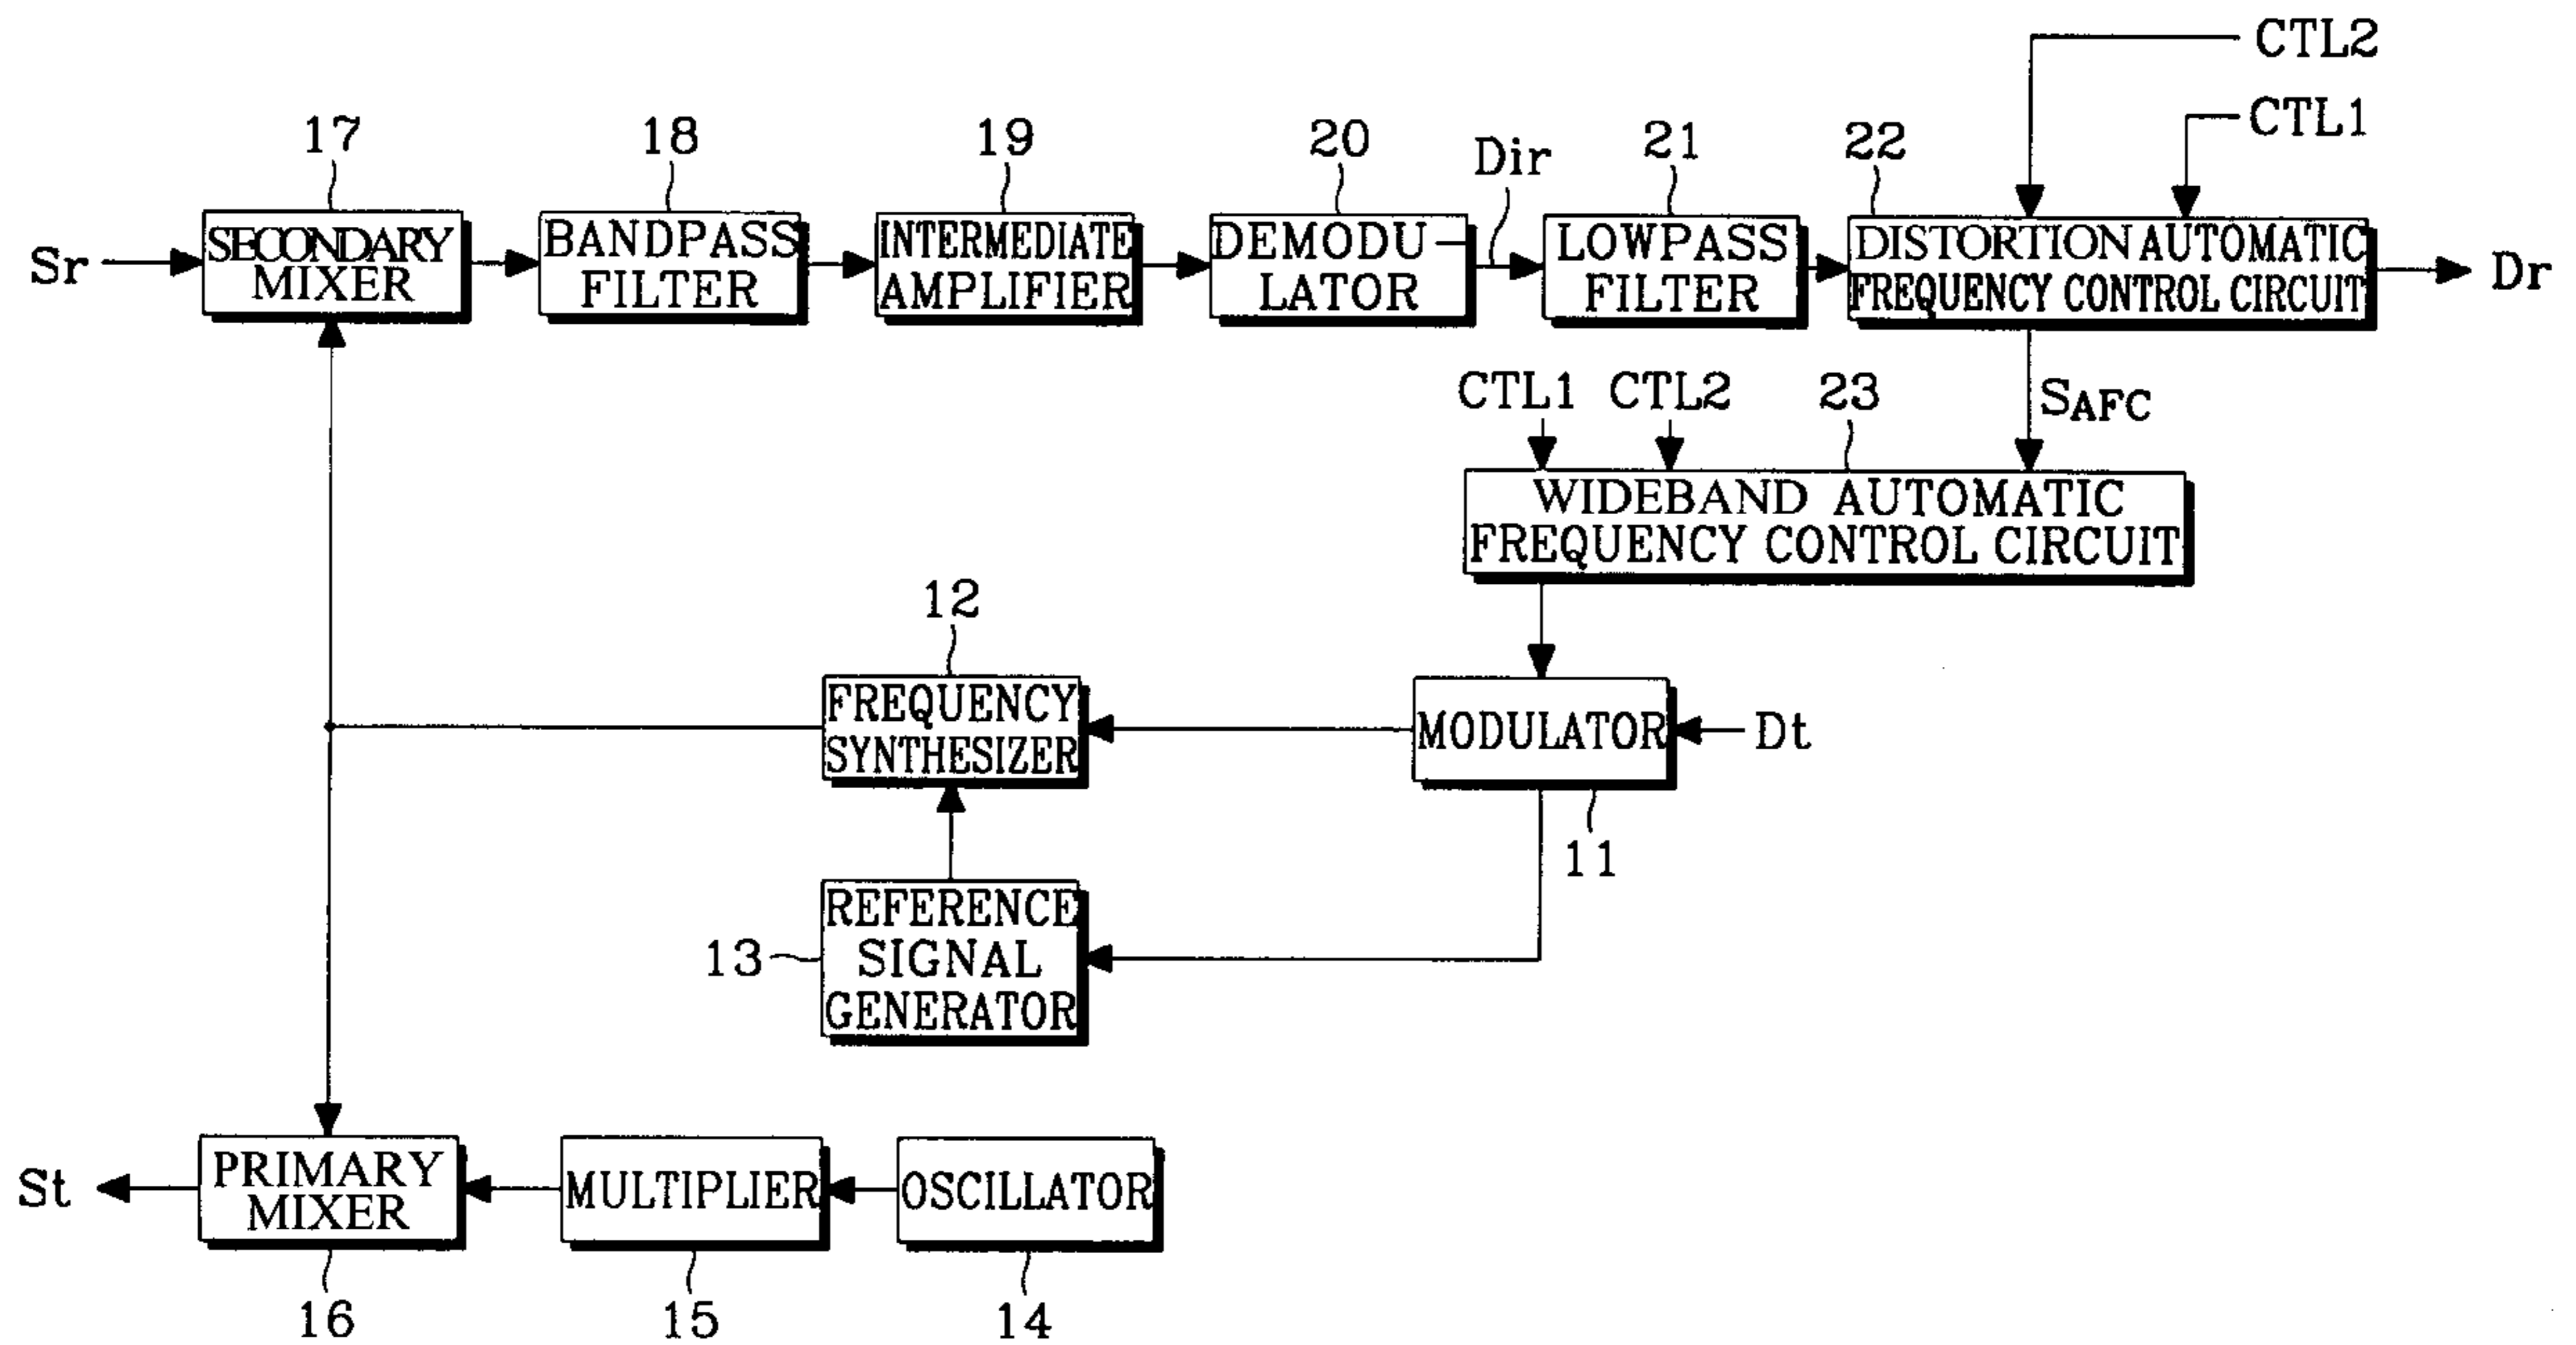 CTL2
CTL1
17
18
19
20
Dir
21
22
Sr
SECONDARY
MIXER
BANDPASS
FILTER
INTERMEDIATE
AMPLIFIER
DEMODU-
LATOR
LOWPASS
FILTER
DISTORTION AUTOMATIC
FREQUENCY CONTROL CIRCUIT
Dr
CTL1
CTL2
23
SAFC
WIDEBAND AUTOMATIC
FREQUENCY CONTROL CIRCUIT
12
FREQUENCY
SYNTHESIZER
MODULATOR
Dt
11
13
REFERENCE
SIGNAL
GENERATOR
St
PRIMARY
MIXER
MULTIPLIER
OSCILLATOR
16
15
14